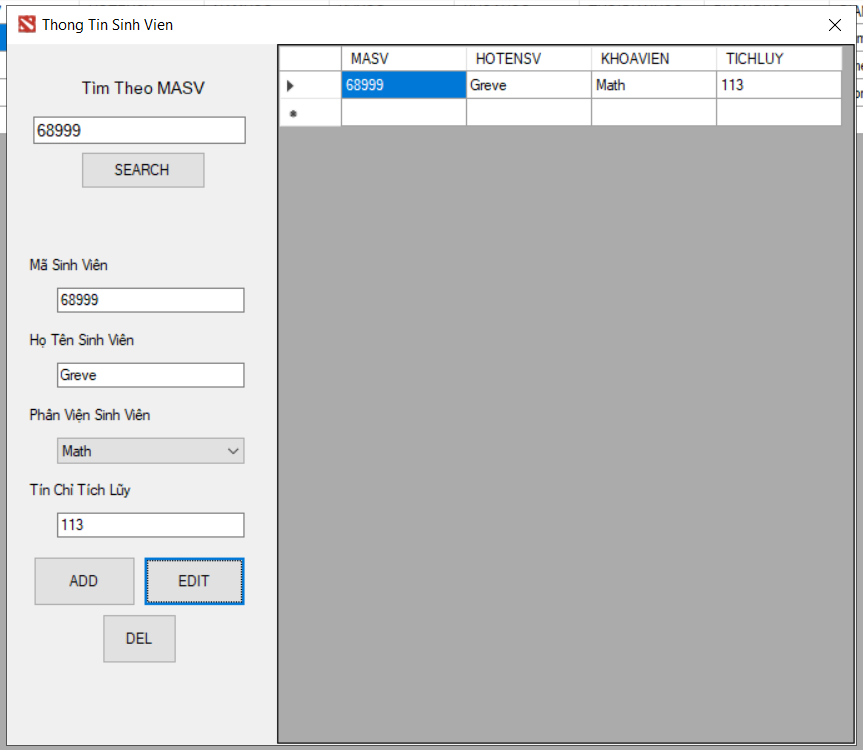 Thong Tin Sinh Vien
Tìm Theo MASV
68999
SEARCH
Mã Sinh Viên
68999
Họ Tên Sinh Viên
Greve
Phân Viện Sinh Viên
Math
Tín Chỉ Tích Lũy
113
ADD EDIT
DEL
MASV HOTENSV KHOAVIEN TICHLUY
68999 Greve Math 113